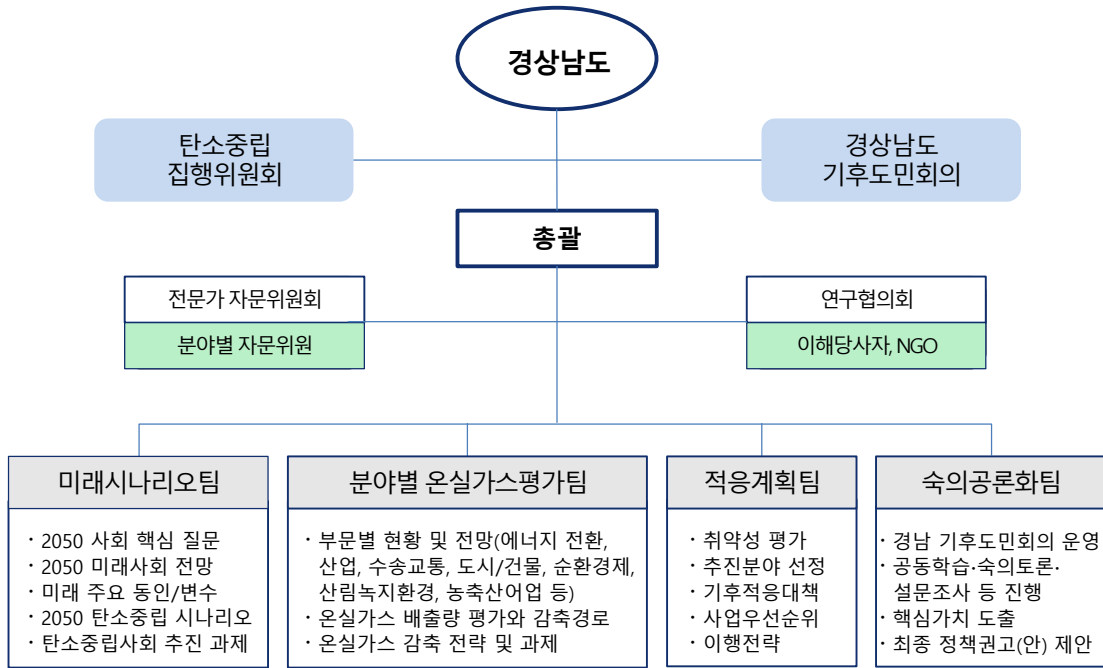 경상남도
탄소중립
집행위원회
경상남도
기후도민회의
총괄
전문가 자문위원회
분야별 자문위원
연구협의회
이해당사자, NGO
미래시나리오팀
· 2050 사회 핵심 질문
· 2050 미래사회 전망
· 미래 주요 동인/변수
· 2050 탄소중립 시나리오
· 탄소중립사회 추진 과제
분야별 온실가스평가팀
· 부문별 현황 및 전망(에너지 전환,
산업, 수송교통, 도시/건물, 순환경제,
산림녹지환경, 농축산어업 등)
· 온실가스 배출량 평가와 감축경로
· 온실가스 감축 전략 및 과제
적응계획팀
· 취약성 평가
· 추진분야 선정
· 기후적응대책
· 사업우선순위
· 이행전략
숙의공론화팀
· 경남 기후도민회의 운영
· 공동학습·숙의토론·
설문조사 등 진행
· 핵심가치 도출
· 최종 정책권고(안) 제안